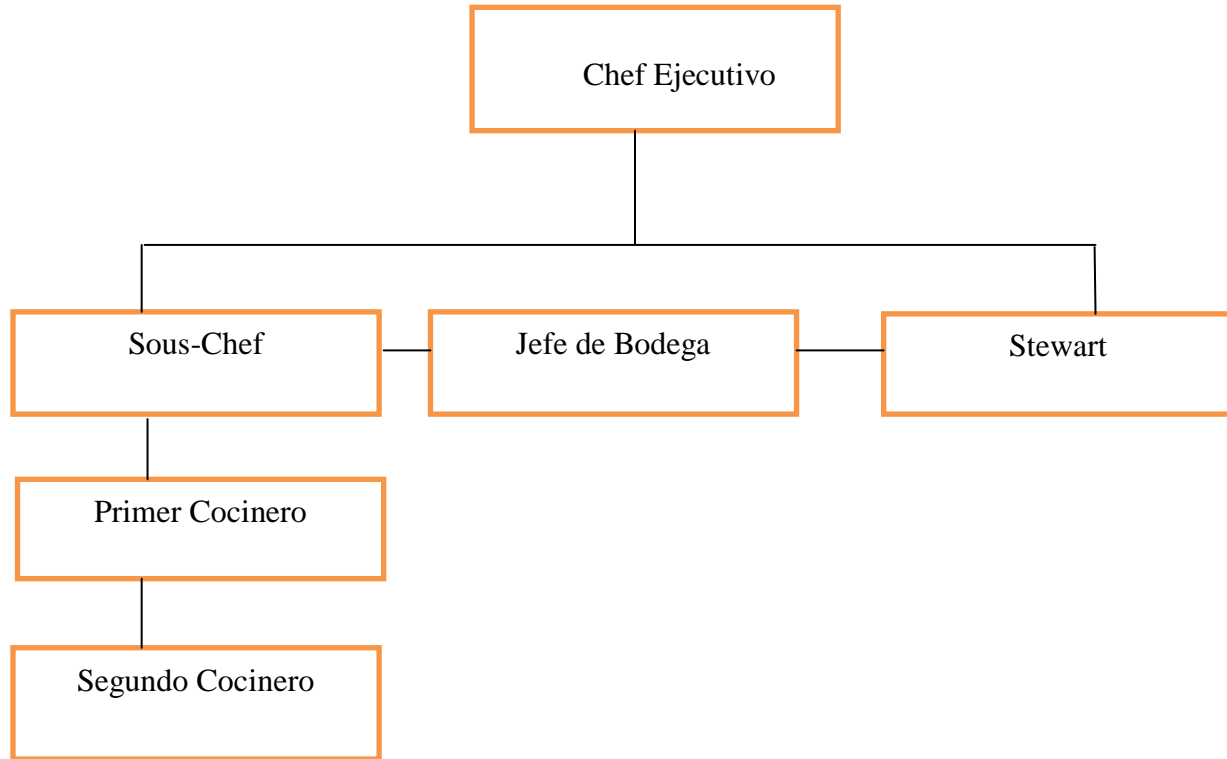 Chef Ejecutivo
Sous-Chef
Jefe de Bodega
Stewart
Primer Cocinero
Segundo Cocinero